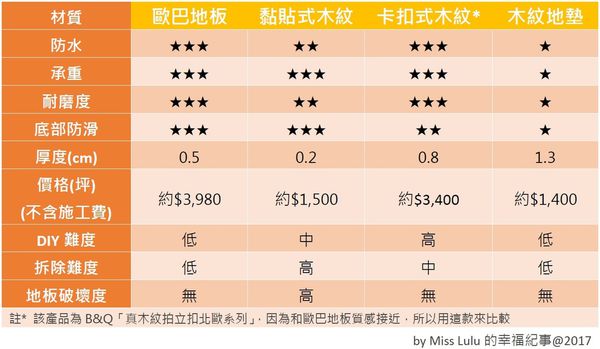 材質 歐巴地板 黏貼式木紋 卡扣式木紋* 木紋地墊
防水 ★★★ ★★ ★★★ ★
承重 ★★★ ★★★ ★★★ ★
耐磨度 ★★★ ★★ ★★★ ★
底部防滑 ★★★ ★★★ ★★ ★
厚度(cm) 0.5 0.2 0.8 1.3
價格(坪)
(不含施工費) 約$3,980 約$1,500 約$3,400 約$1,400
DIY 難度 低 中 高 低
拆除難度 低 高 中 低
地板破壞度 無 高 無 無
註* 該產品為 B&Q「真木紋拍立扣北歐系列」，因為和歐巴地板質感接近，所以用這款來比較
by Miss Lulu 的幸福紀事@2017